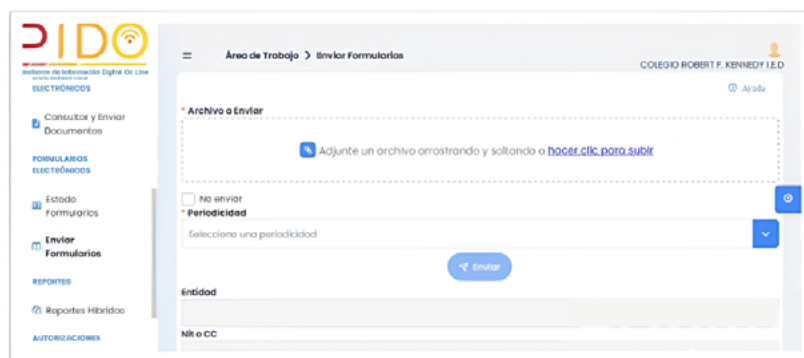 PIDO
ELECTRÓNICOS
Consultar y Enviar
Documentos
FORMULARIOS
ELECTRÓNICOS
Estado
Formularios
Enviar
Formularios
REPORTES
Reportes Híbridos
AUTORIZACIONES
Área de Trabajo > Enviar Formularios
COLEGIO ROBERT F. KENNEDY I.E.D
Ayuda
* Archivo a Enviar
Adjunte un archivo arrastrando y soltando o hacer clic para subir
No enviar
* Periodicidad
Seleccione una periodicidad
Enviar
Entidad
Nit o CC